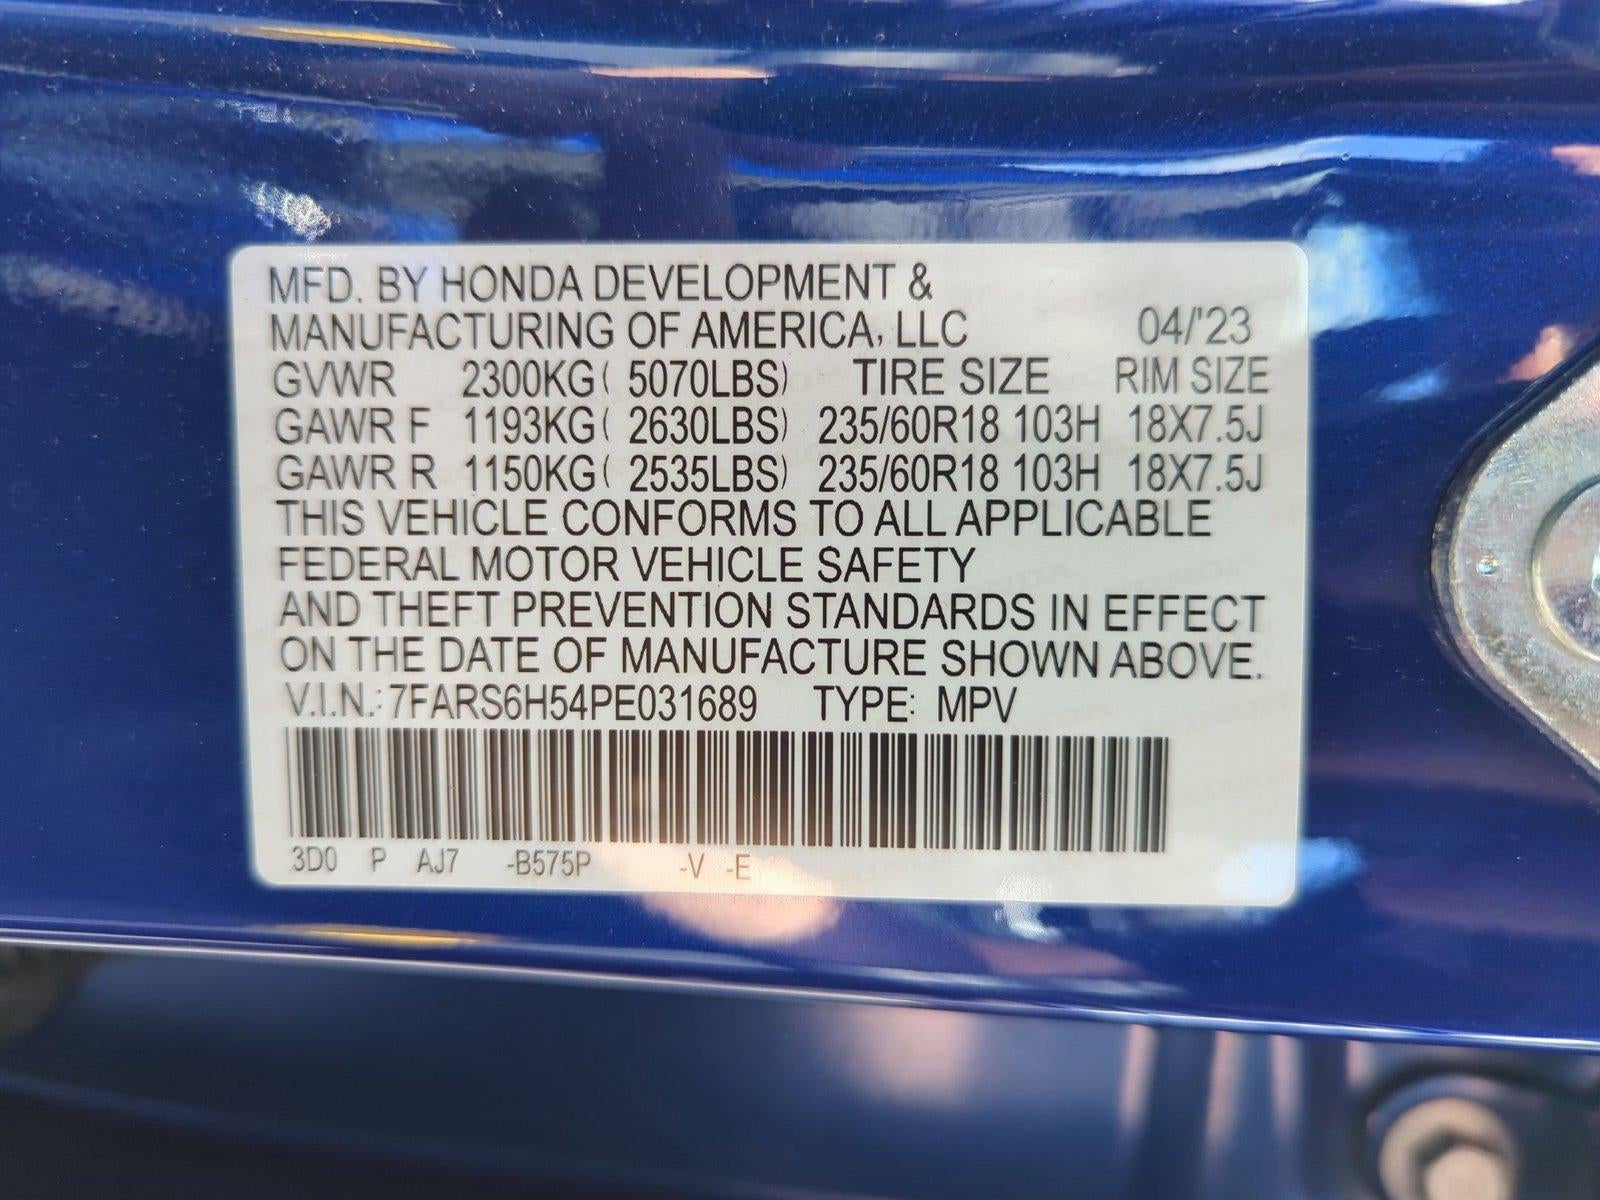 MFD. BY HONDA DEVELOPMENT &
MANUFACTURING OF AMERICA, LLC 04/'23
GVWR 2300KG( 5070LBS) TIRE SIZE RIM SIZE
GAWR F 1193KG( 2630LBS) 235/60R18 103H 18X7.5J
GAWR R 1150KG( 2535LBS) 235/60R18 103H 18X7.5J
THIS VEHICLE CONFORMS TO ALL APPLICABLE
FEDERAL MOTOR VEHICLE SAFETY
AND THEFT PREVENTION STANDARDS IN EFFECT
ON THE DATE OF MANUFACTURE SHOWN ABOVE.
V.I.N.: 7FARS6H54PE031689 TYPE: MPV
3D0 P AJ7 -B575P -V -E